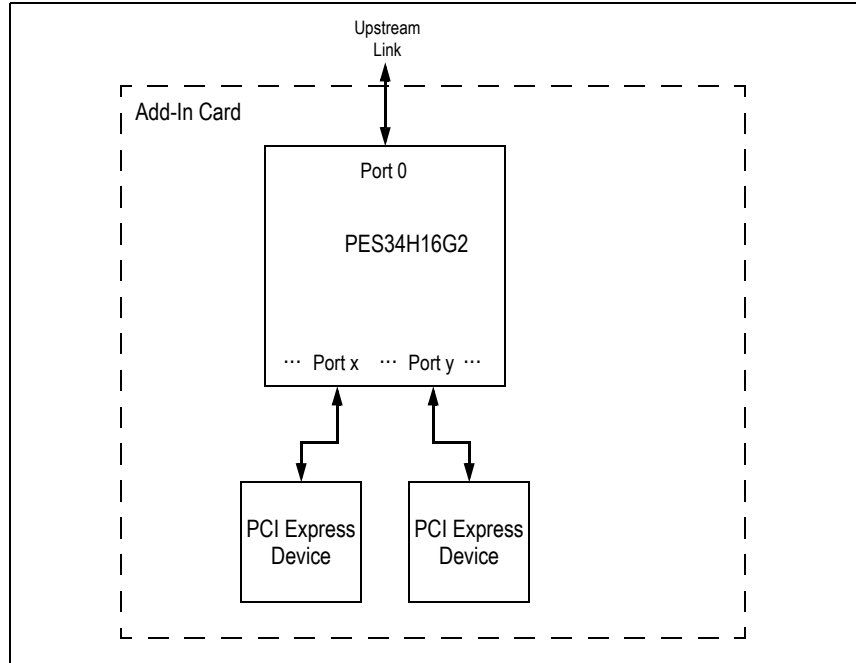 Upstream
Link
Add-In Card
Port 0
PES34H16G2
··· Port x ··· Port y ···
PCI Express
Device
PCI Express
Device